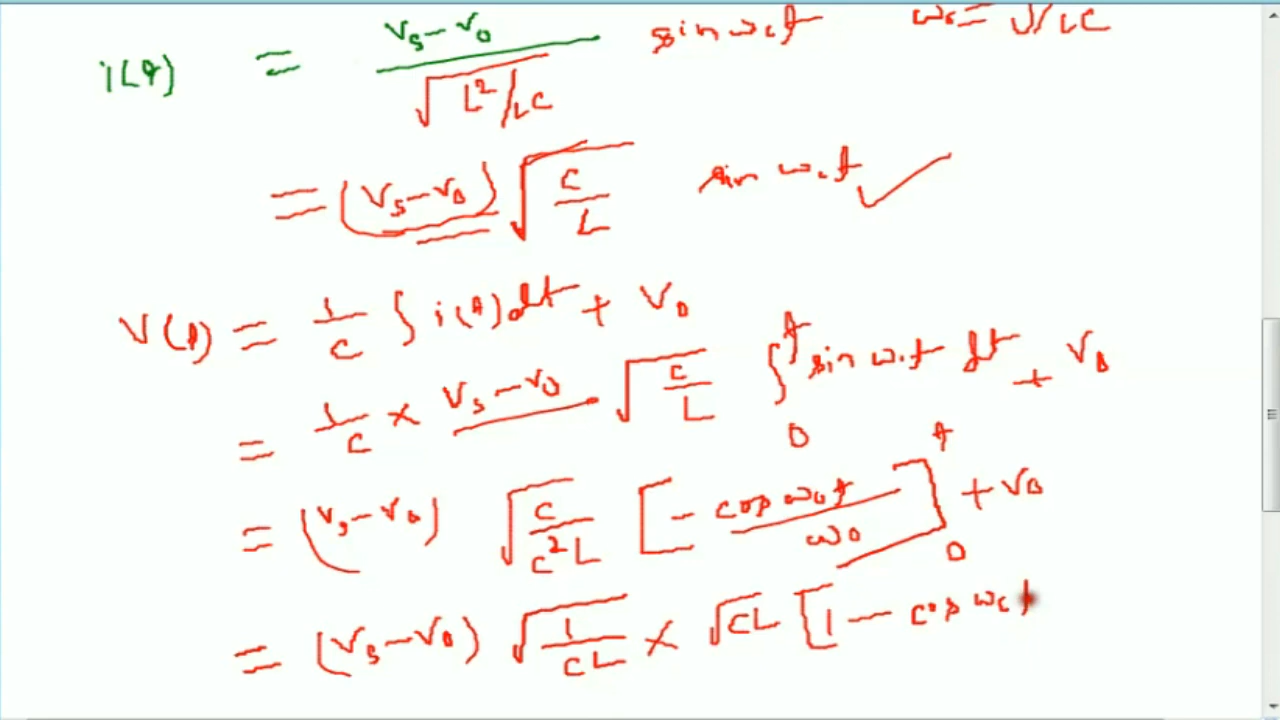 i(t) = (Vs - V0) / √(L²/LC) sin ω0t ω0 = √1/LC
= (Vs - V0) √(C/L) sin ω0t ✓
V(t) = 1/C ∫ i(t) dt + V0
= 1/C × Vs - V0 √(C/L) ∫₀ᵗ sin ω0t dt + V0
= (Vs - V0) √(C/C²L) [- cos ω0t / ω0]₀ᵗ + V0
= (Vs - V0) √(1/CL) × √CL [1 - cos ω0t